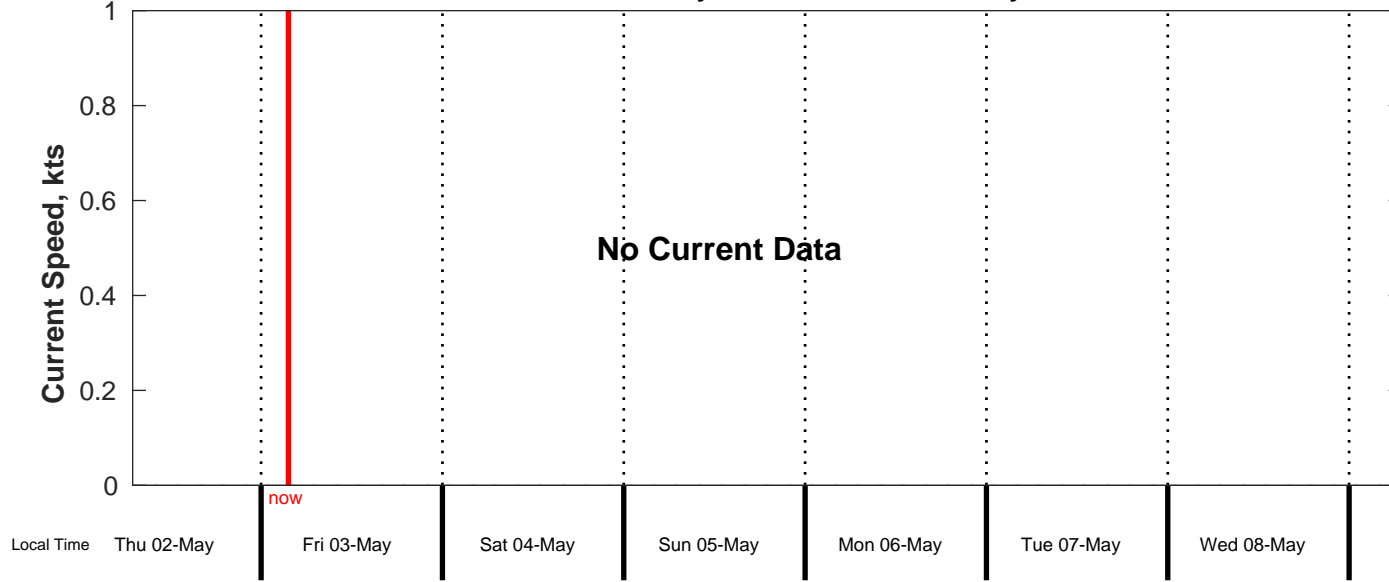 1
0.8
0.6
0.4
0.2
0
Current Speed, kts
No Current Data
now
Local Time Thu 02-May Fri 03-May Sat 04-May Sun 05-May Mon 06-May Tue 07-May Wed 08-May